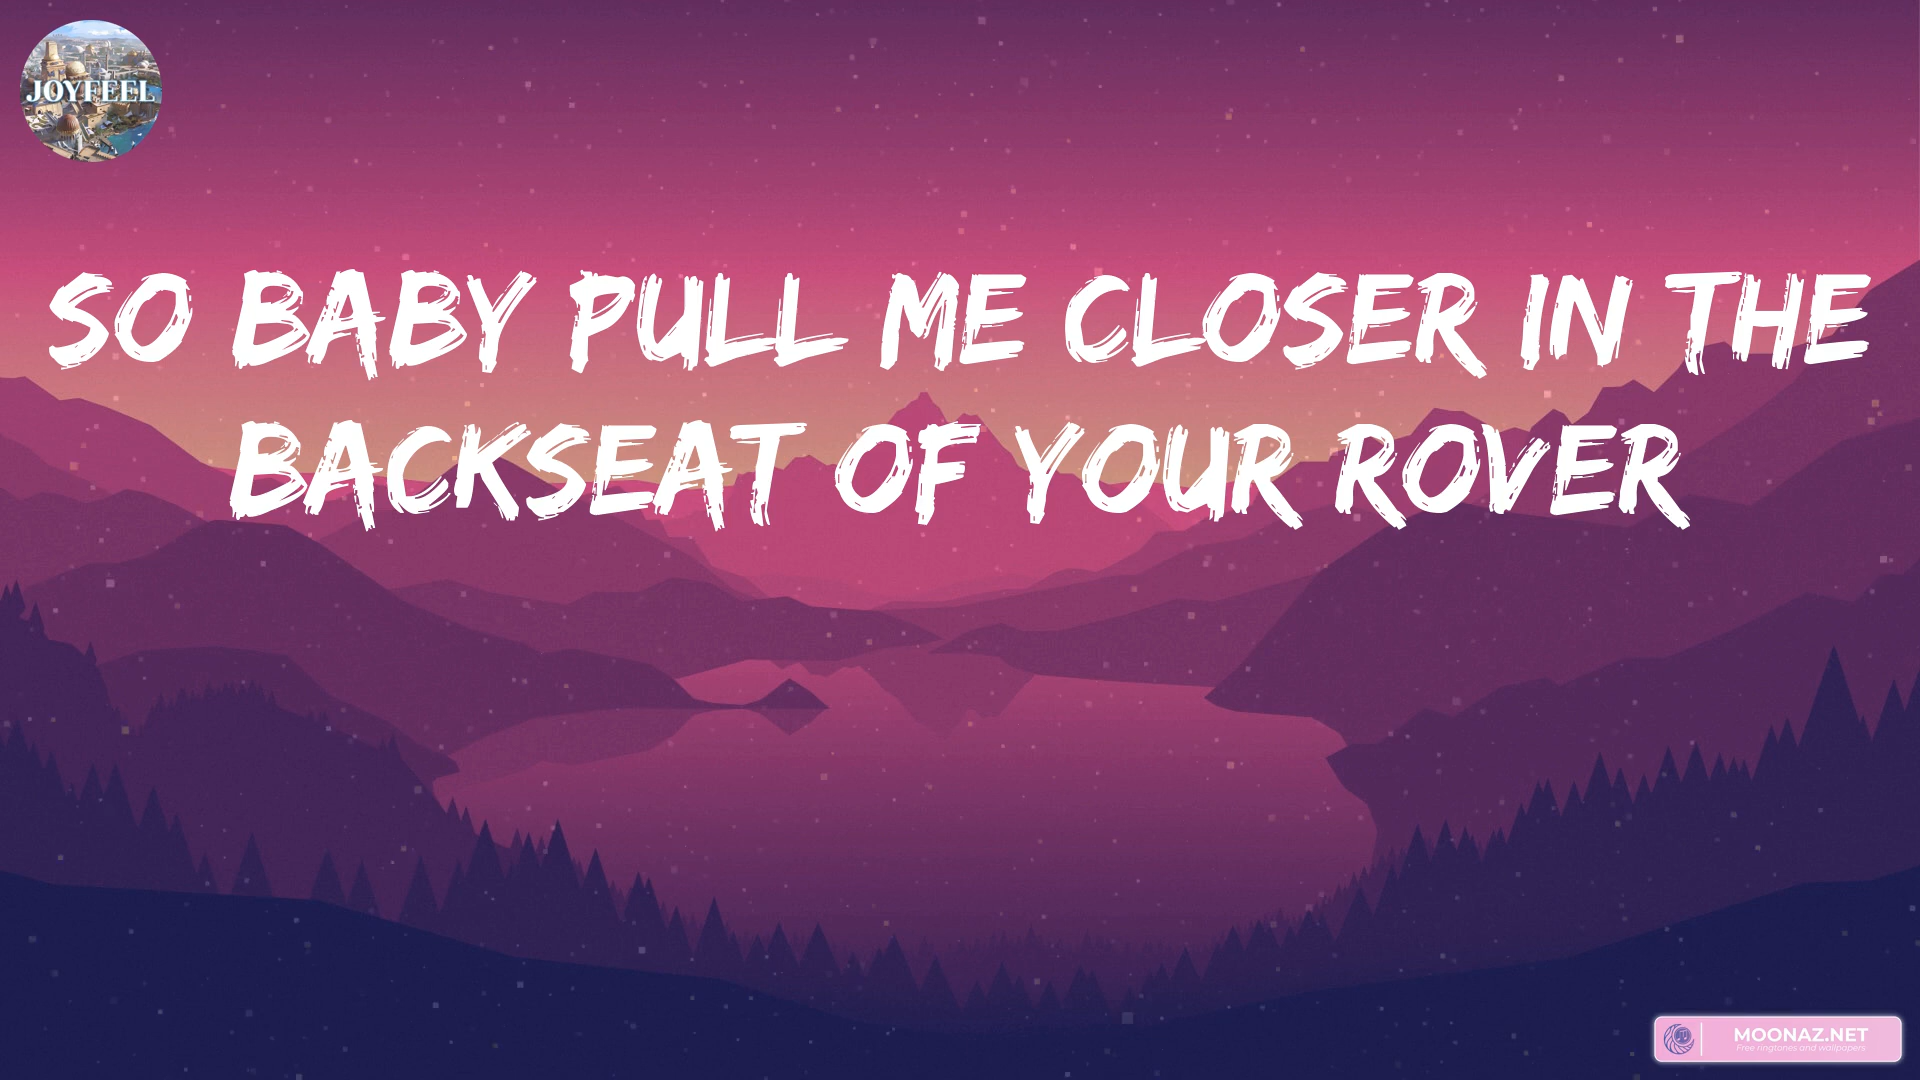 JOYFEEL
SO BABY PULL ME CLOSER IN THE
BACKSEAT OF YOUR ROVER
MOONAZ.NET
Free ringtones and wallpapers